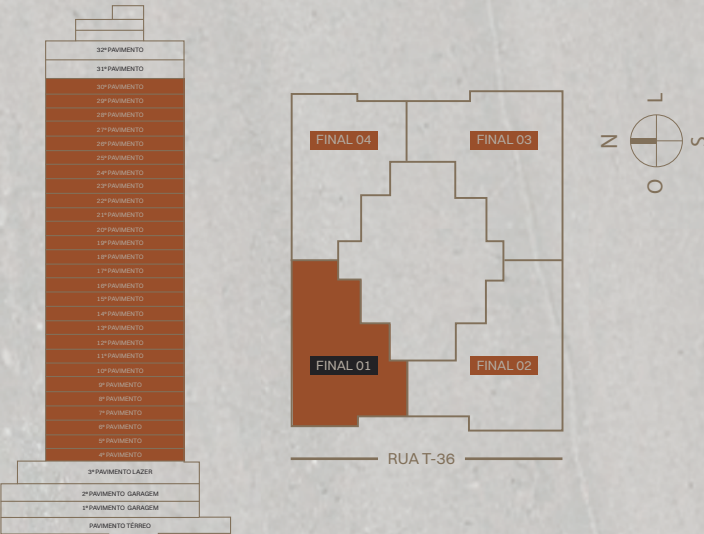 32º PAVIMENTO
31º PAVIMENTO
30º PAVIMENTO
29º PAVIMENTO
28º PAVIMENTO
27º PAVIMENTO
26º PAVIMENTO
25º PAVIMENTO
24º PAVIMENTO
23º PAVIMENTO
22º PAVIMENTO
21º PAVIMENTO
20º PAVIMENTO
19º PAVIMENTO
18º PAVIMENTO
17º PAVIMENTO
16º PAVIMENTO
15º PAVIMENTO
14º PAVIMENTO
13º PAVIMENTO
12º PAVIMENTO
11º PAVIMENTO
10º PAVIMENTO
9º PAVIMENTO
8º PAVIMENTO
7º PAVIMENTO
6º PAVIMENTO
5º PAVIMENTO
4º PAVIMENTO
3º PAVIMENTO LAZER
2º PAVIMENTO GARAGEM
1º PAVIMENTO GARAGEM
PAVIMENTO TÉRREO
FINAL 04
FINAL 03
FINAL 01
FINAL 02
RUA T-36
L
N
S
O